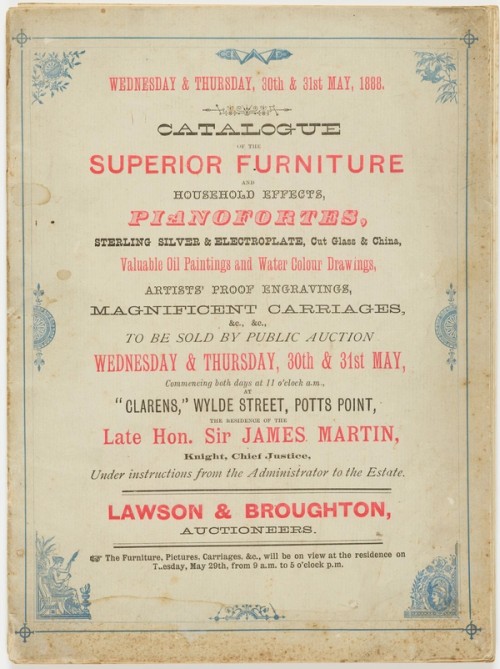 WEDNESDAY & THURSDAY, 30th & 31st MAY, 1888.
CATALOGUE
OF THE
SUPERIOR FURNITURE
AND
HOUSEHOLD EFFECTS,
PIANOFORTES,
STERLING SILVER & ELECTROPLATE, Cut Glass & China,
Valuable Oil Paintings and Water Colour Drawings,
ARTISTS' PROOF ENGRAVINGS,
MAGNIFICENT CARRIAGES,
&c., &c.,
TO BE SOLD BY PUBLIC AUCTION
WEDNESDAY & THURSDAY, 30th & 31st MAY,
Commencing both days at 11 o'clock a.m.,
AT
"CLARENS," WYLDE STREET, POTTS POINT,
THE RESIDENCE OF THE
Late Hon. Sir JAMES MARTIN,
Knight, Chief Justice,
Under instructions from the Administrator to the Estate.
LAWSON & BROUGHTON,
AUCTIONEERS.
☞ The Furniture, Pictures, Carriages, &c., will be on view at the residence on
Tuesday, May 29th, from 9 a.m. to 5 o'clock p.m.